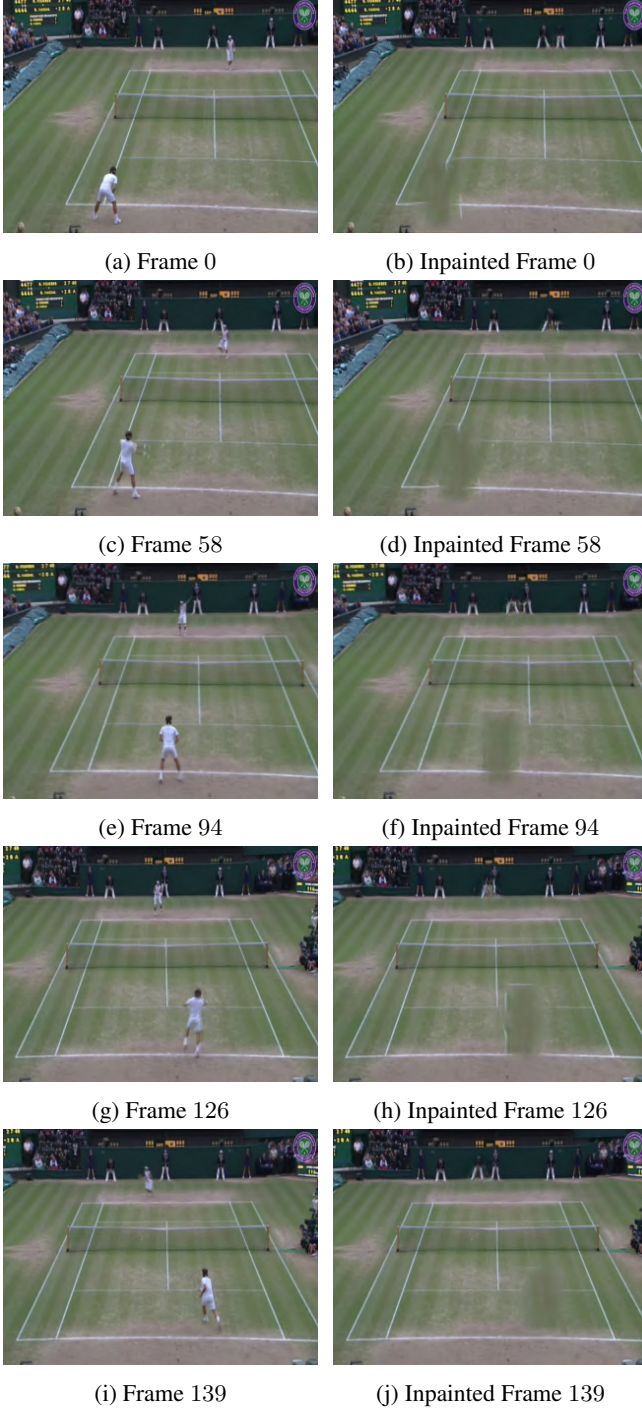 (a) Frame 0
(b) Inpainted Frame 0
(c) Frame 58
(d) Inpainted Frame 58
(e) Frame 94
(f) Inpainted Frame 94
(g) Frame 126
(h) Inpainted Frame 126
(i) Frame 139
(j) Inpainted Frame 139